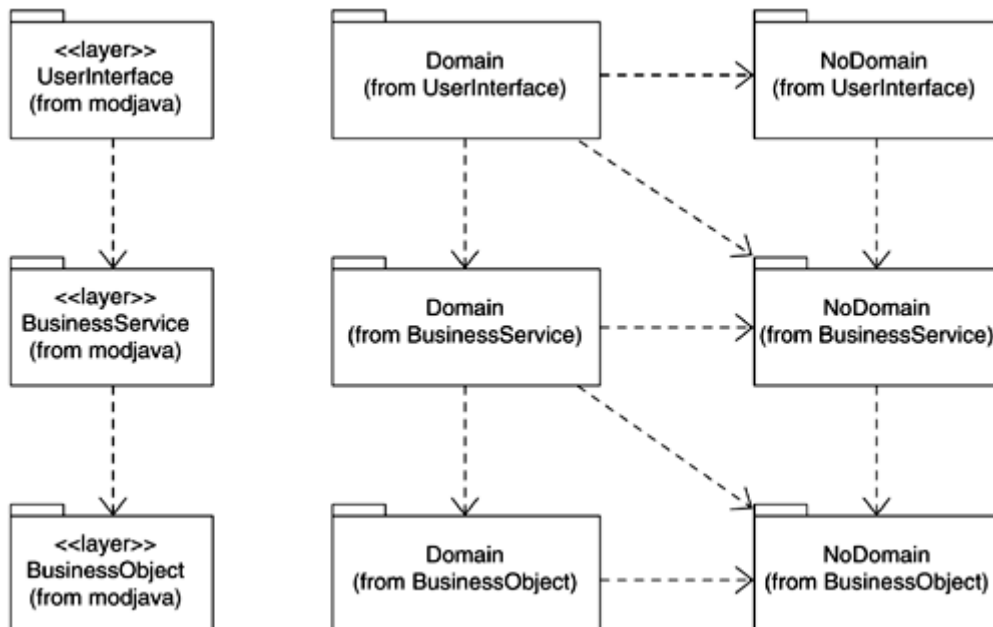 <<layer>>
UserInterface
(from modjava)
Domain
(from UserInterface)
NoDomain
(from UserInterface)
<<layer>>
BusinessService
(from modjava)
Domain
(from BusinessService)
NoDomain
(from BusinessService)
<<layer>>
BusinessObject
(from modjava)
Domain
(from BusinessObject)
NoDomain
(from BusinessObject)